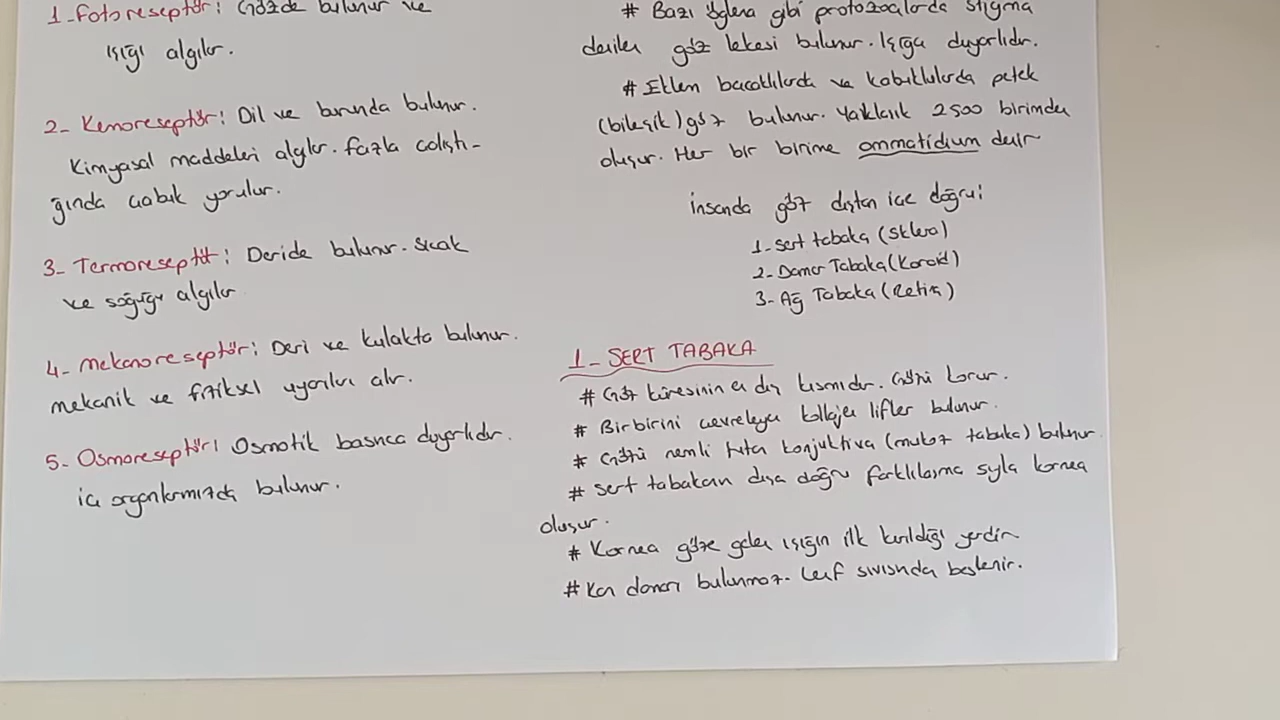 1-Fotoreseptör: Gözde bulunur ve
ışığı algılar.
2- Kemoreseptör: Dil ve burunda bulunur.
Kimyasal maddeleri algılar. Fazla çalıştı-
ğında çabuk yorulur.
3- Termoreseptör: Deride bulunur. Sıcak
ve soğuğu algılar
4- Mekanoreseptör: Deri ve kulakta bulunur.
mekanik ve fiziksel uyarıları alır.
5- Osmoreseptör: Osmotik basınca duyarlıdır.
iç organlarımızda bulunur.
# Bazı öglena gibi protozoalarda stigma
denilen göz lekesi bulunur. Işığa duyarlıdır.
# Eklem bacaklılarda ve kabuklularda petek
(bileşik) göz bulunur. Yaklaşık 2500 birimden
oluşur. Her bir birime ommatidium denir
İnsanda göz dıştan içe doğru;
1- Sert tabaka (Sklera)
2- Damar Tabaka (Koroid)
3- Ağ Tabaka (Retina)
1- SERT TABAKA
# Göz küresinin en dış kısmıdır. Gözü korur.
# Birbirini çevreleyen kollajen lifler bulunur.
# Gözü nemli tutan konjuktiva (mukoz tabaka) bulunur.
# Sert tabakanın dışa doğru farklılaşmasıyla kornea
oluşur.
# Kornea göze gelen ışığın ilk kırıldığı yerdir
# Kan damarı bulunmaz. Lenf sıvısında beslenir.